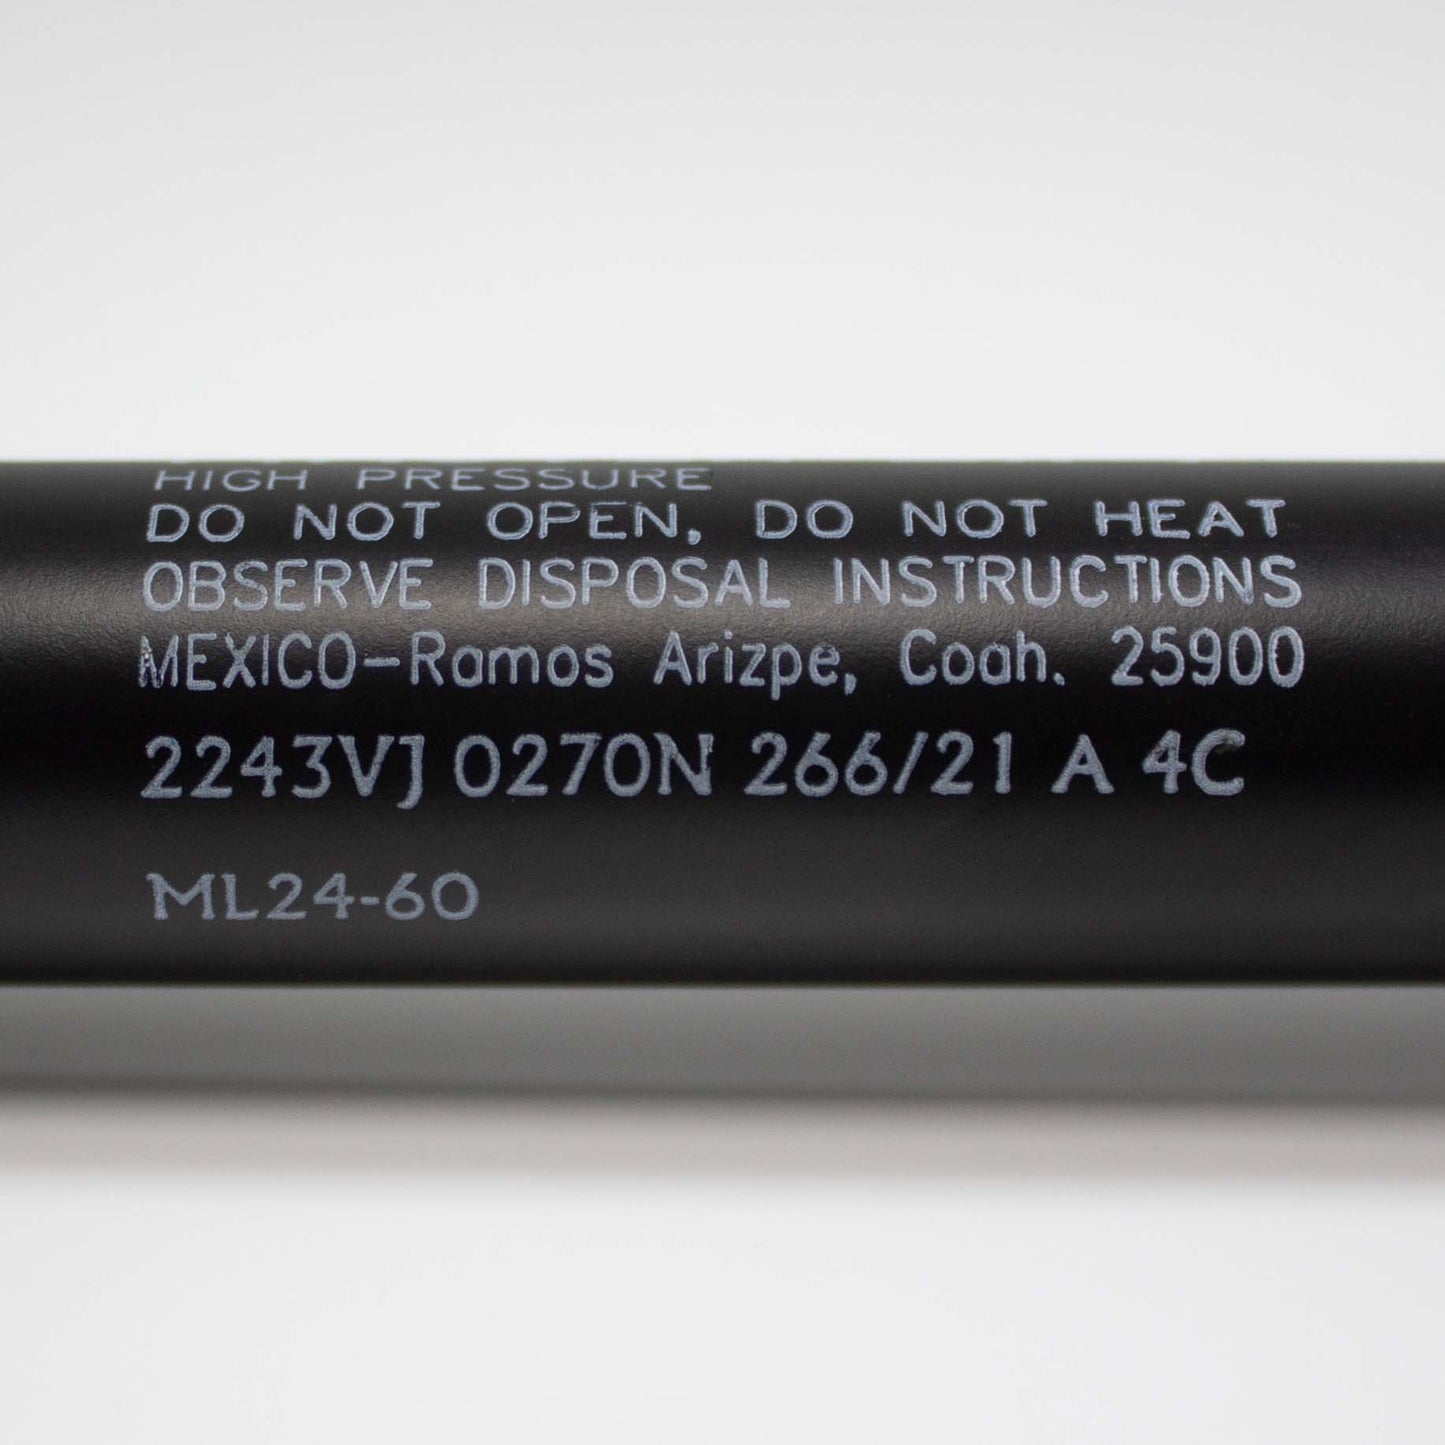 HIGH PRESSURE
DO NOT OPEN, DO NOT HEAT
OBSERVE DISPOSAL INSTRUCTIONS
MEXICO-Ramos Arizpe, Coah. 25900
2243VJ 0270N 266/21 A 4C
ML24-60